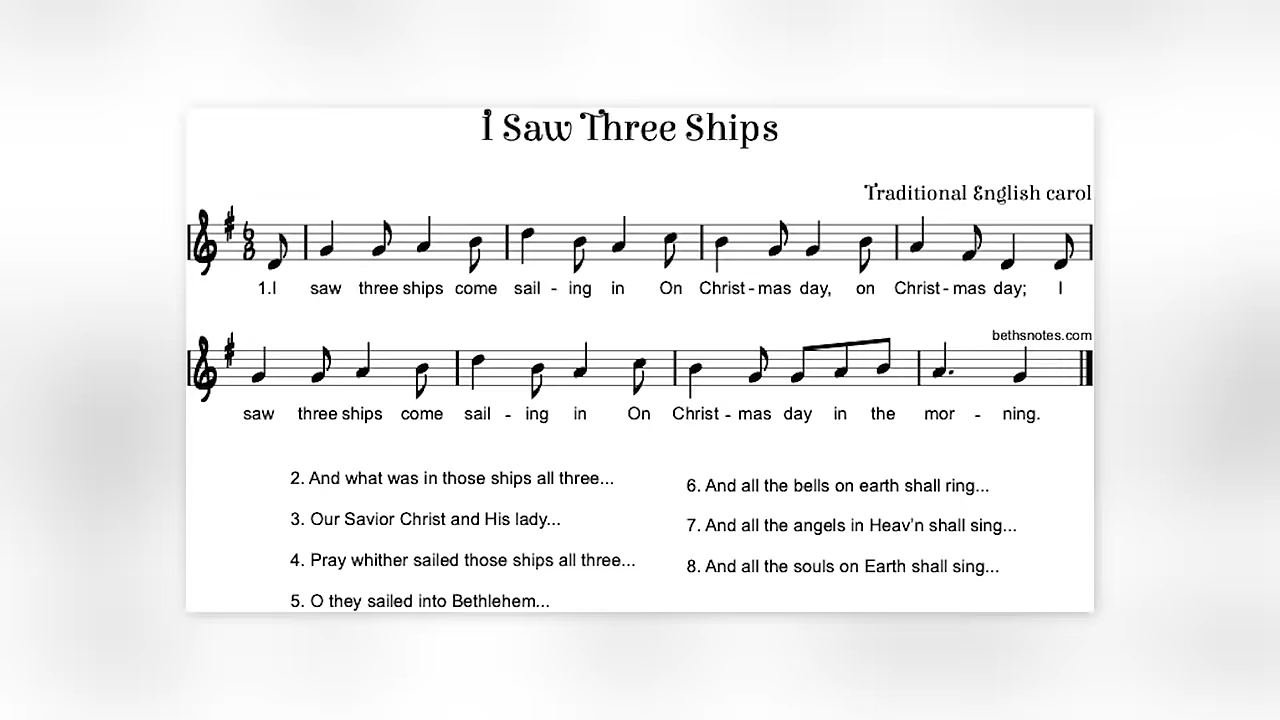 I Saw Three Ships
Traditional English carol
6
8
1.I saw three ships come sail - ing in On Christ - mas day, on Christ - mas day; I
bethsnotes.com
saw three ships come sail - ing in On Christ - mas day in the mor - ning.
2. And what was in those ships all three...
3. Our Savior Christ and His lady...
4. Pray whither sailed those ships all three...
5. O they sailed into Bethlehem...
6. And all the bells on earth shall ring...
7. And all the angels in Heav'n shall sing...
8. And all the souls on Earth shall sing...